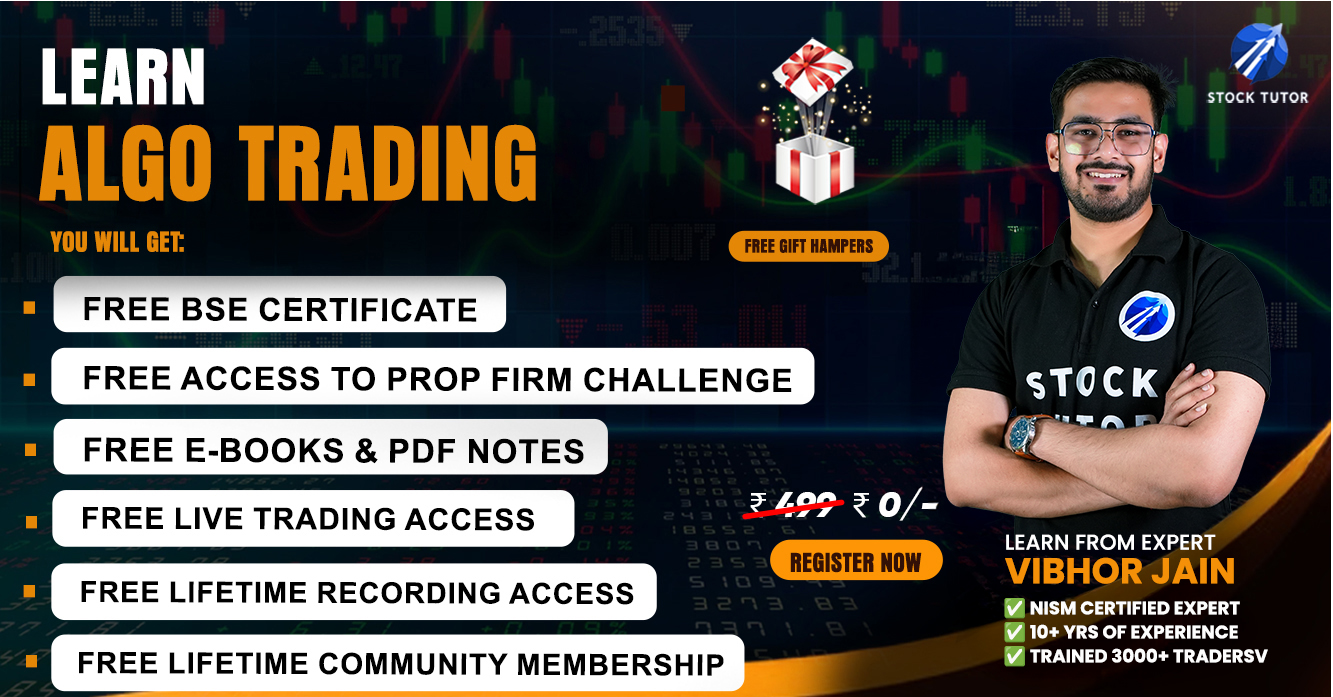 LEARN
ALGO TRADING
YOU WILL GET:
FREE BSE CERTIFICATE
FREE ACCESS TO PROP FIRM CHALLENGE
FREE E-BOOKS & PDF NOTES
FREE LIVE TRADING ACCESS
FREE LIFETIME RECORDING ACCESS
FREE LIFETIME COMMUNITY MEMBERSHIP
FREE GIFT HAMPERS
₹ 499 ₹ 0/-
REGISTER NOW
STOCK TUTOR
STOCK
TUTOR
LEARN FROM EXPERT
VIBHOR JAIN
✅ NISM CERTIFIED EXPERT
✅ 10+ YRS OF EXPERIENCE
✅ TRAINED 3000+ TRADERSV